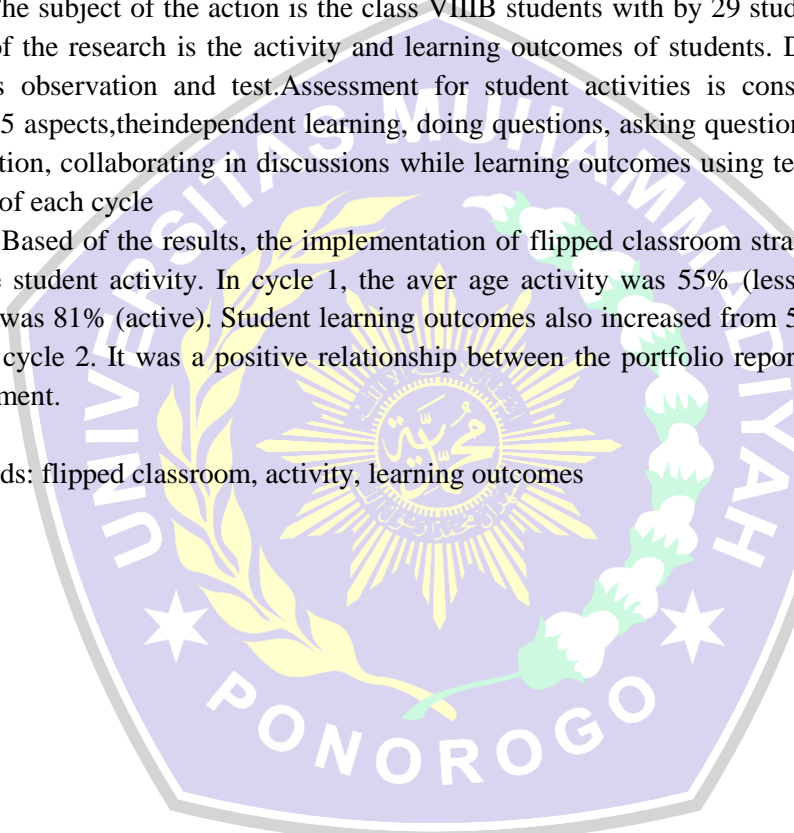 The subject of the action is the class VIIIB students with by 29 stud
of the research is the activity and learning outcomes of students. D
s observation and test.Assessment for student activities is cons
5 aspects,theindependent learning, doing questions, asking question
tion, collaborating in discussions while learning outcomes using te
of each cycle
Based of the results, the implementation of flipped classroom stra
e student activity. In cycle 1, the aver age activity was 55% (less
was 81% (active). Student learning outcomes also increased from 5
cycle 2. It was a positive relationship between the portfolio repor
ment.
ds: flipped classroom, activity, learning outcomes
UNIVERSITAS MUHAMMADIYAH
PONOROGO